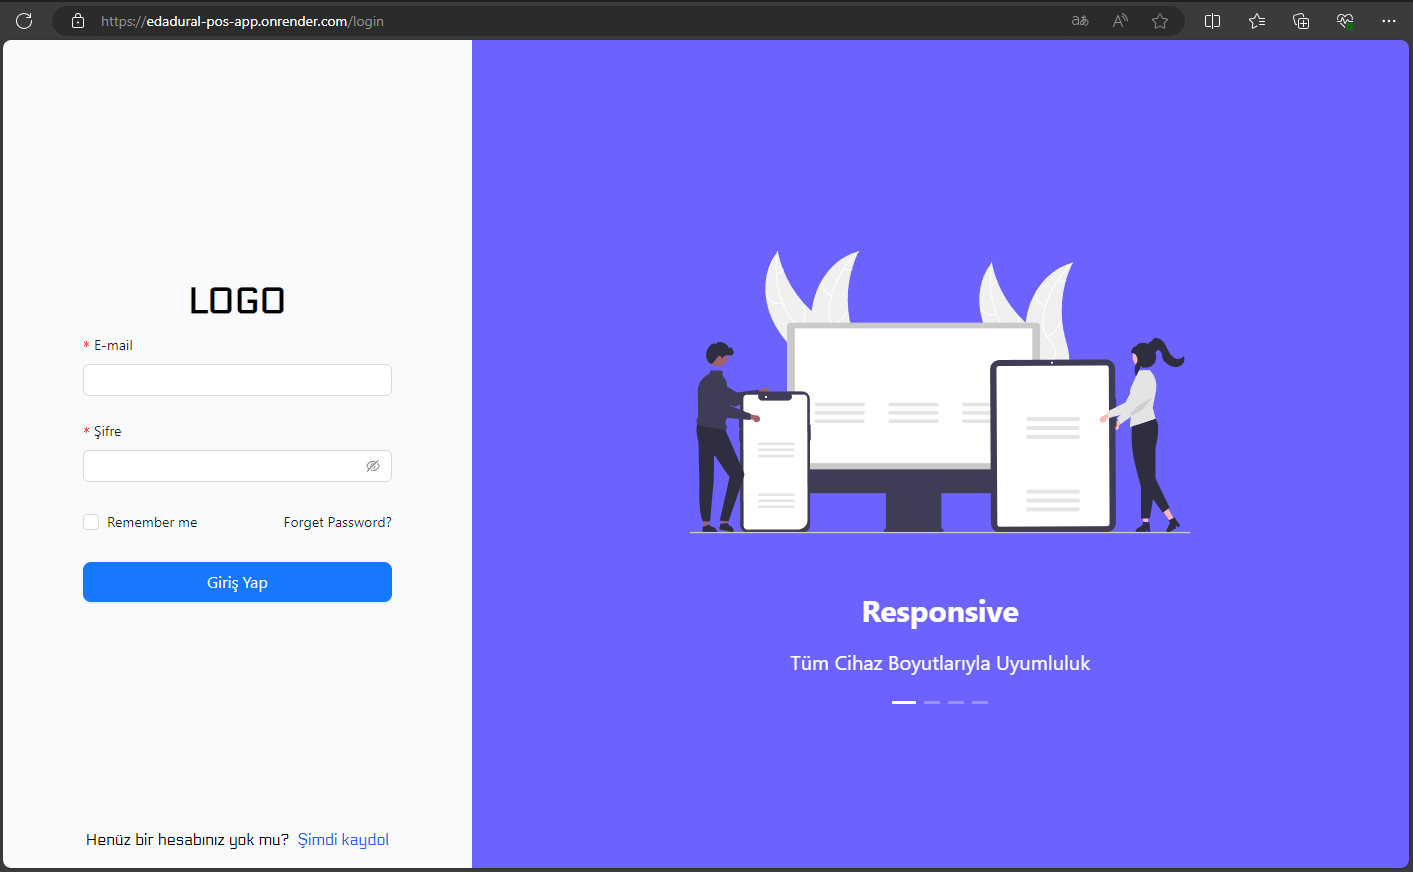 https://edadural-pos-app.onrender.com/login
LOGO
* E-mail
* Şifre
Remember me
Forget Password?
Giriş Yap
Henüz bir hesabınız yok mu? Şimdi kaydol
Responsive
Tüm Cihaz Boyutlarıyla Uyumluluk